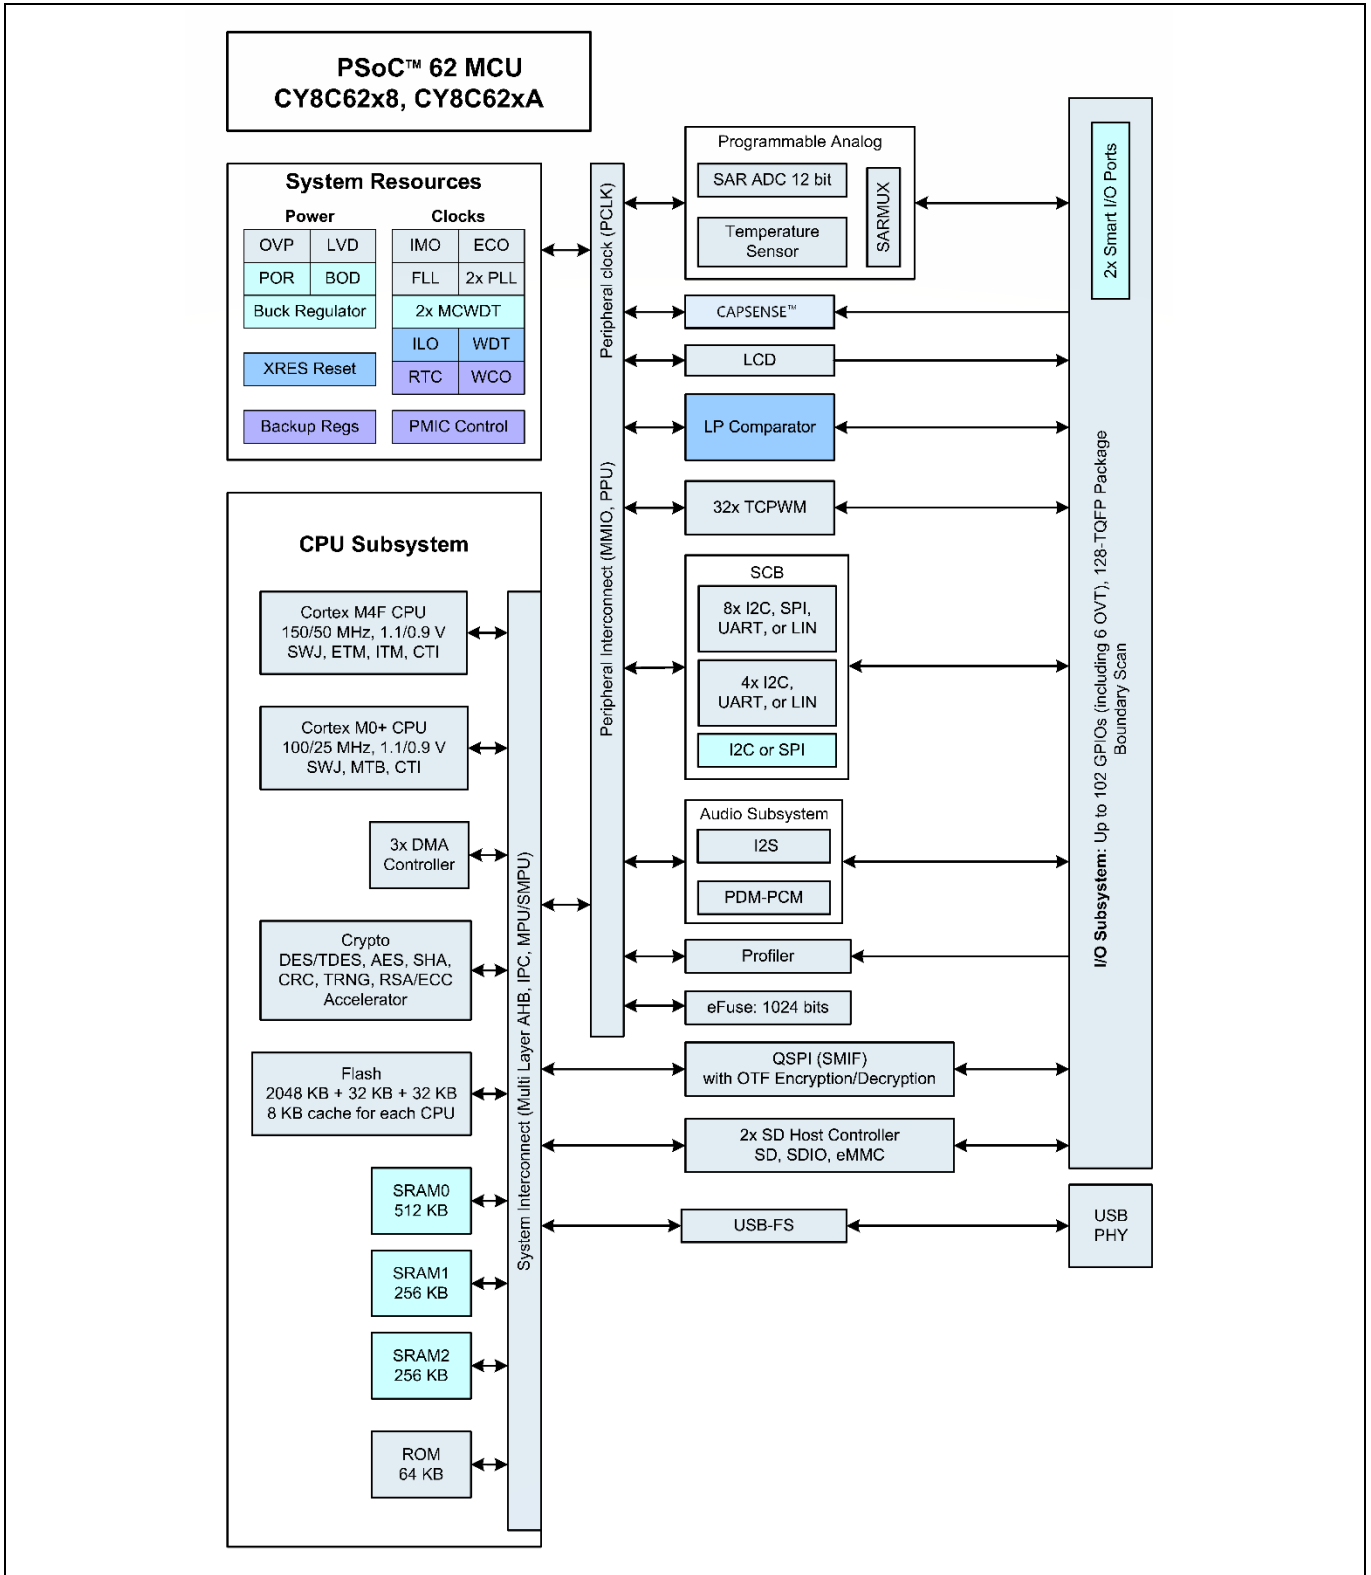 PSoC™ 62 MCU
CY8C62x8, CY8C62xA
System Resources
Power
Clocks
OVP
LVD
POR
BOD
Buck Regulator
XRES Reset
Backup Regs
IMO
ECO
FLL
2x PLL
2x MCWDT
ILO
WDT
RTC
WCO
PMIC Control
CPU Subsystem
Cortex M4F CPU
150/50 MHz, 1.1/0.9 V
SWJ, ETM, ITM, CTI
Cortex M0+ CPU
100/25 MHz, 1.1/0.9 V
SWJ, MTB, CTI
3x DMA
Controller
Crypto
DES/TDES, AES, SHA,
CRC, TRNG, RSA/ECC
Accelerator
Flash
2048 KB + 32 KB + 32 KB
8 KB cache for each CPU
SRAM0
512 KB
SRAM1
256 KB
SRAM2
256 KB
ROM
64 KB
System Interconnect (Multi Layer AHB, IPC, MPU/SMPU)
Peripheral clock (PCLK)
Peripheral Interconnect (MMIO, PPU)
Programmable Analog
SAR ADC 12 bit
Temperature
Sensor
SARMUX
CAPSENSE™
LCD
LP Comparator
32x TCPWM
SCB
8x I2C, SPI,
UART, or LIN
4x I2C,
UART, or LIN
I2C or SPI
Audio Subsystem
I2S
PDM-PCM
Profiler
eFuse: 1024 bits
QSPI (SMIF)
with OTF Encryption/Decryption
2x SD Host Controller
SD, SDIO, eMMC
USB-FS
2x Smart I/O Ports
I/O Subsystem: Up to 102 GPIOs (including 6 OVT), 128-TQFP Package
Boundary Scan
USB
PHY